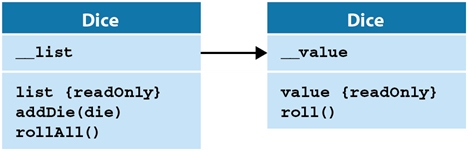 Dice
__list
list {readOnly}
addDie(die)
rollAll()
Dice
__value
value {readOnly}
roll()